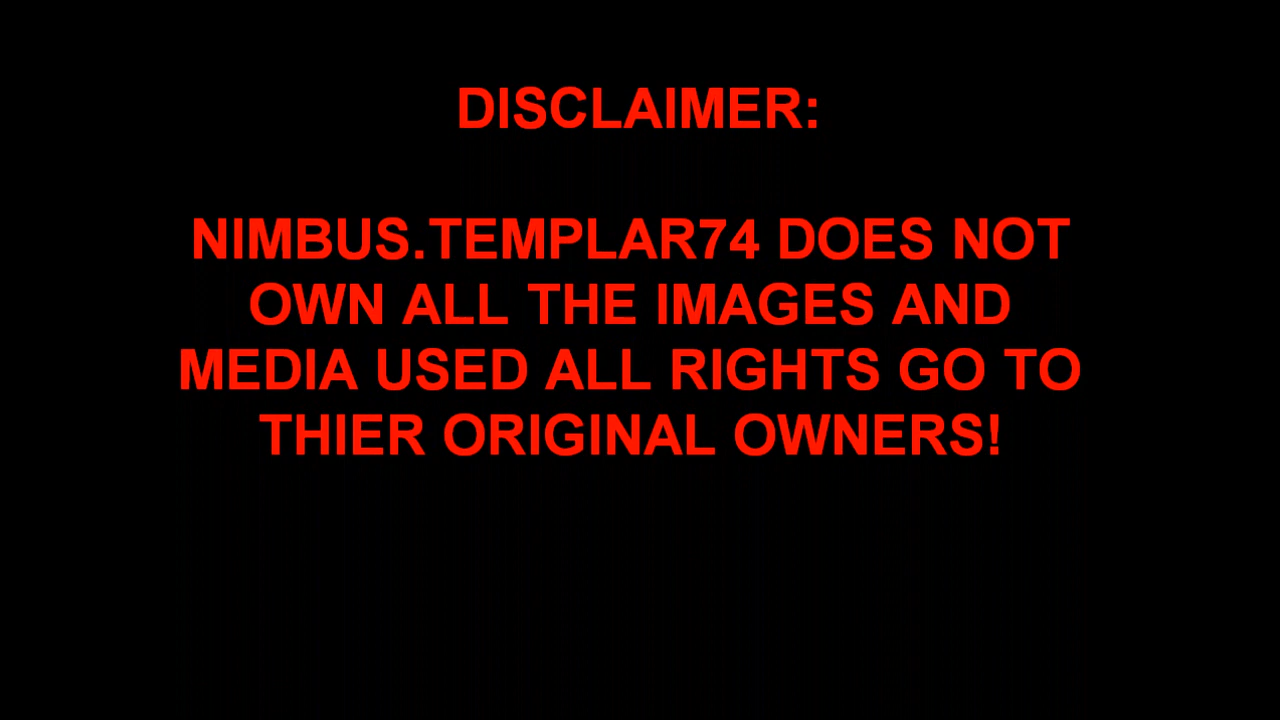 DISCLAIMER:
NIMBUS.TEMPLAR74 DOES NOT
OWN ALL THE IMAGES AND
MEDIA USED ALL RIGHTS GO TO
THIER ORIGINAL OWNERS!